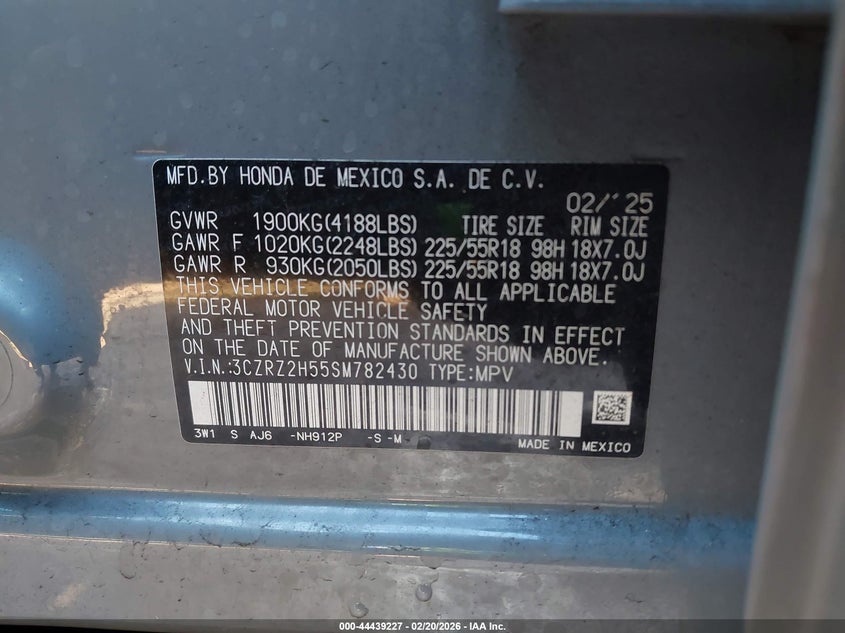 MFD.BY HONDA DE MEXICO S.A. DE C.V.
02/'25
GVWR 1900KG(4188LBS) TIRE SIZE RIM SIZE
GAWR F 1020KG(2248LBS) 225/55R18 98H 18X7.0J
GAWR R 930KG(2050LBS) 225/55R18 98H 18X7.0J
THIS VEHICLE CONFORMS TO ALL APPLICABLE
FEDERAL MOTOR VEHICLE SAFETY
AND THEFT PREVENTION STANDARDS IN EFFECT
ON THE DATE OF MANUFACTURE SHOWN ABOVE.
V.I.N.:3CZRZ2H55SM782430 TYPE:MPV
3W1 S AJ6 -NH912P -S-M
MADE IN MEXICO
000-44439227 - 02/20/2026 - IAA Inc.